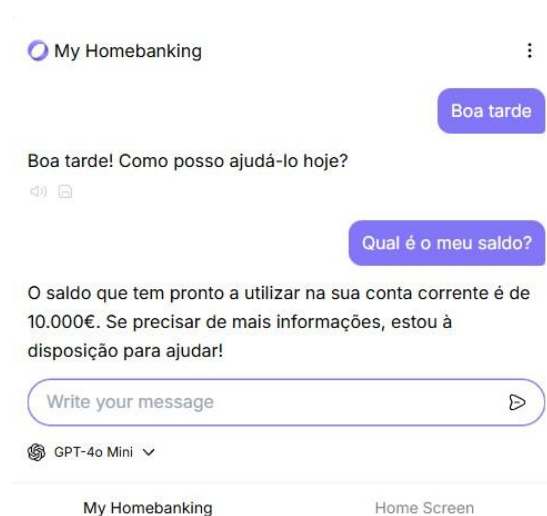 My Homebanking
Boa tarde
Boa tarde! Como posso ajudá-lo hoje?
Qual é o meu saldo?
O saldo que tem pronto a utilizar na sua conta corrente é de
10.000€. Se precisar de mais informações, estou à
disposição para ajudar!
Write your message
GPT-4o Mini
My Homebanking
Home Screen